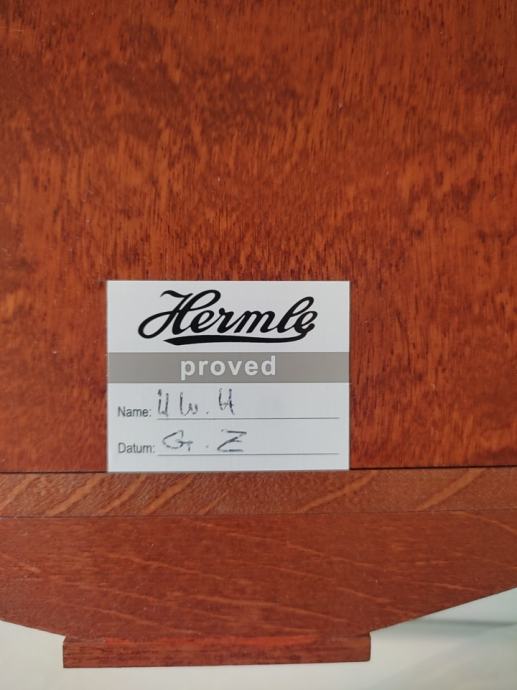 Hermle
proved
Name:
Datum: G. Z